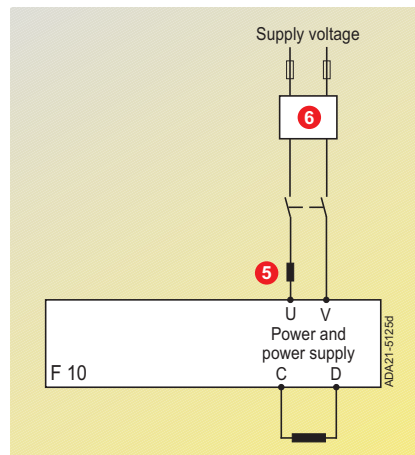 Supply voltage
6
5
U V
Power and
power supply
F 10
C D
ADA21-5125d